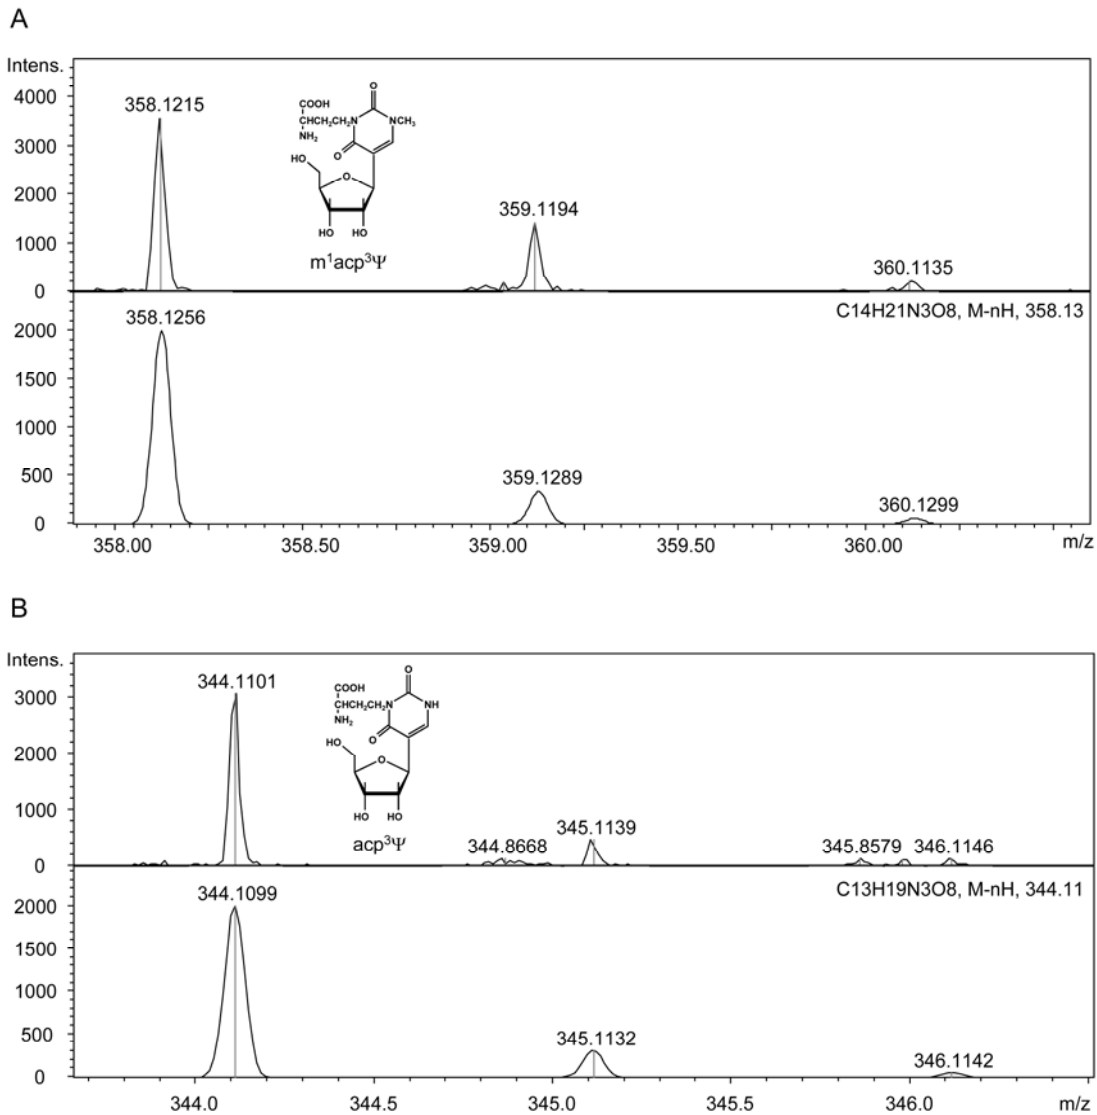 A
Intens.
4000
3000
2000
1000
0
358.1215
359.1194
360.1135
O
COOH
CHCH₂CH₂N
NCH₃
NH₂
O
HO
O
HO HO
m¹acp³Ψ
C14H21N3O8, M-nH, 358.13
2000
1500
1000
500
0
358.1256
359.1289
360.1299
358.00 358.50 359.00 359.50 360.00 m/z
B
Intens.
3000
2000
1000
0
344.1101
344.8668
345.1139
345.8579
346.1146
O
COOH
CHCH₂CH₂N
NH
NH₂
O
HO
O
HO HO
acp³Ψ
C13H19N3O8, M-nH, 344.11
2000
1500
1000
500
0
344.1099
345.1132
346.1142
344.0 344.5 345.0 345.5 346.0 m/z